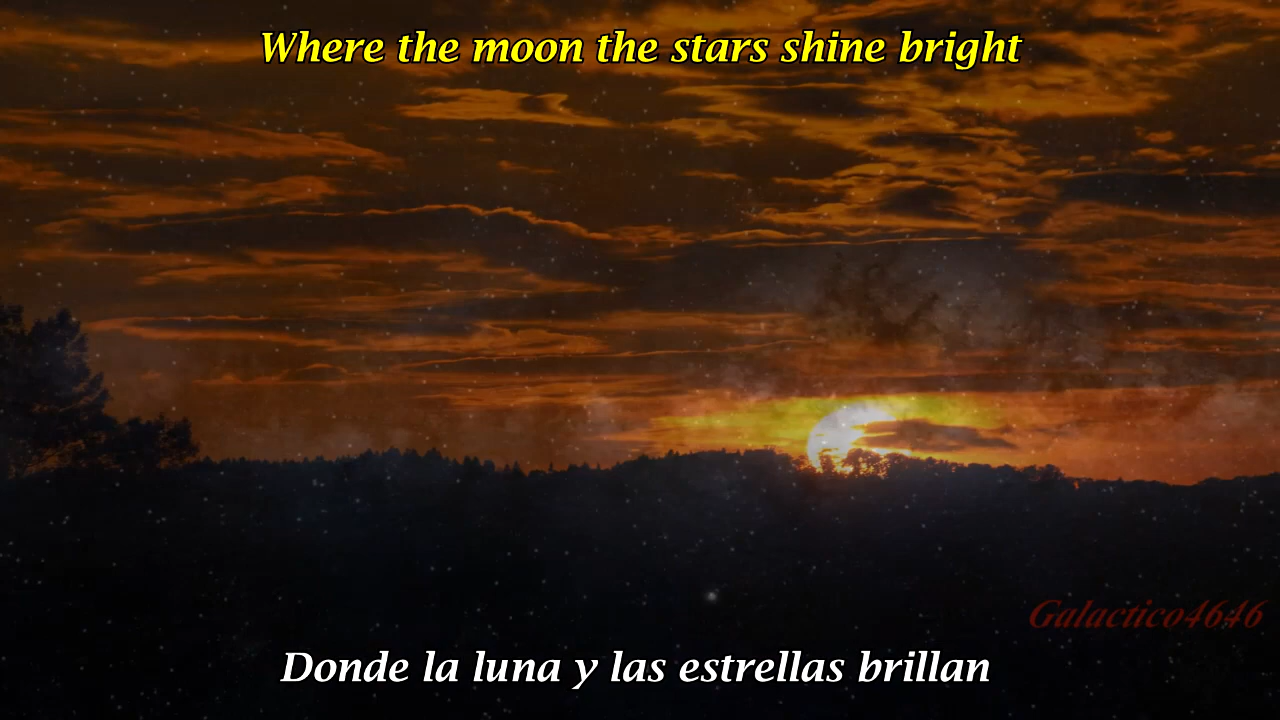 Where the moon the stars shine bright
Galactico4646
Donde la luna y las estrellas brillan